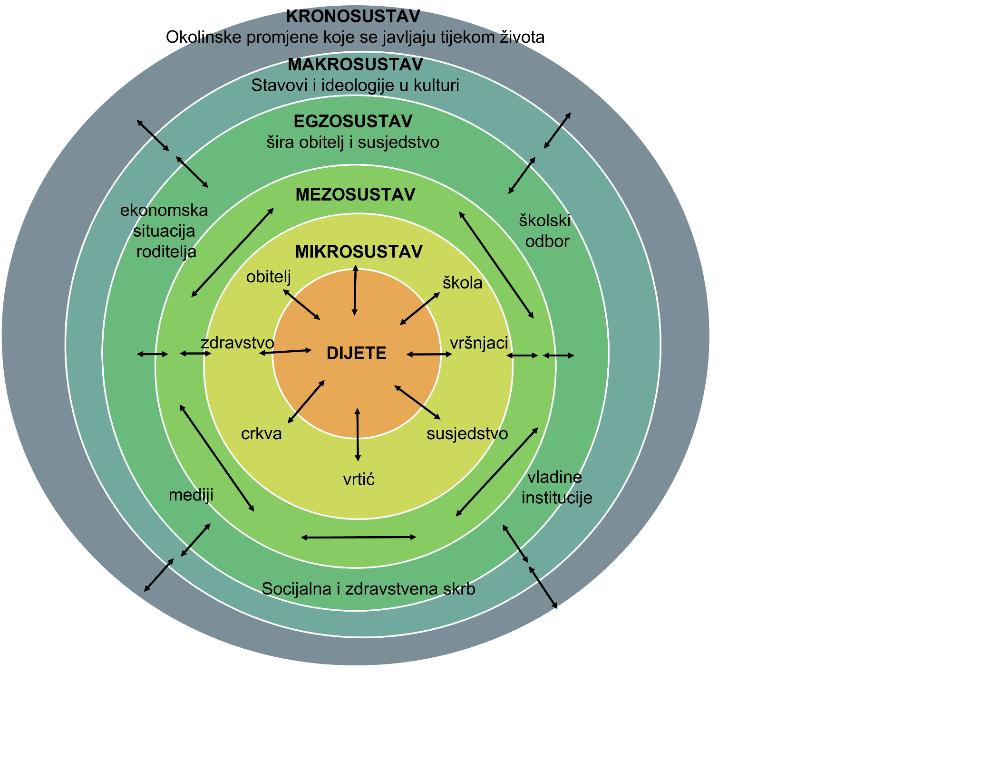 KRONOSUSTAV
Okolinske promjene koje se javljaju tijekom života
MAKROSUSTAV
Stavovi i ideologije u kulturi
EGZOSUSTAV
šira obitelj i susjedstvo
MEZOSUSTAV
ekonomska
situacija
roditelja
školski
odbor
MIKROSUSTAV
obitelj
škola
zdravstvo
vršnjaci
DIJETE
crkva
susjedstvo
vrtić
mediji
vladine
institucije
Socijalna i zdravstvena skrb